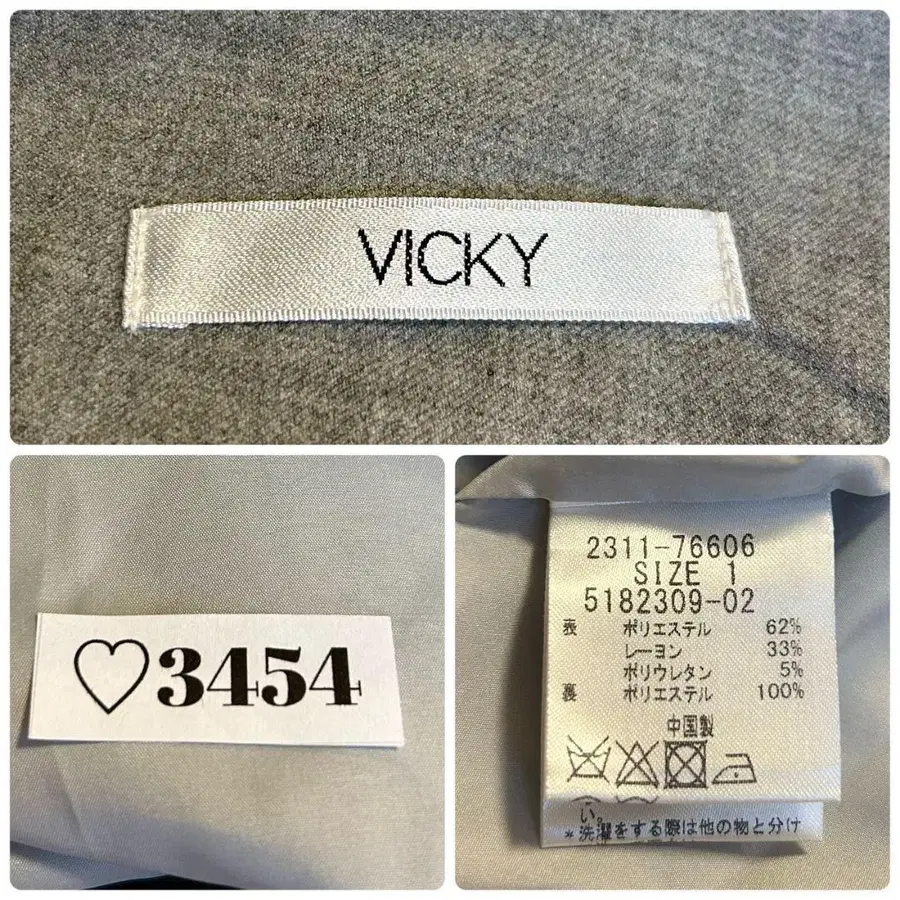 VICKY
♡3454
2311-76606
SIZE 1
5182309-02
表 ポリエステル 62%
レーヨン 33%
ポリウレタン 5%
裏 ポリエステル 100%
中国製
い。
*洗濯をする際は他の物と分け